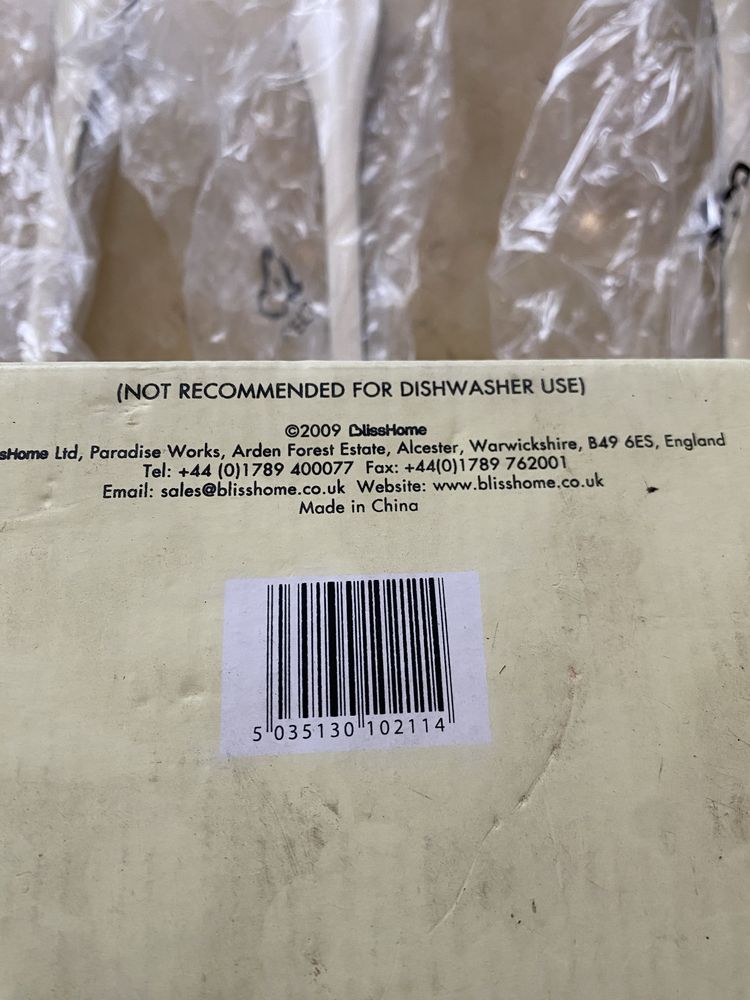 (NOT RECOMMENDED FOR DISHWASHER USE)
©2009 BlissHome
ssHome Ltd, Paradise Works, Arden Forest Estate, Alcester, Warwickshire, B49 6ES, England
Tel: +44 (0)1789 400077 Fax: +44(0)1789 762001
Email: sales@blisshome.co.uk Website: www.blisshome.co.uk
Made in China
5 035130 102114